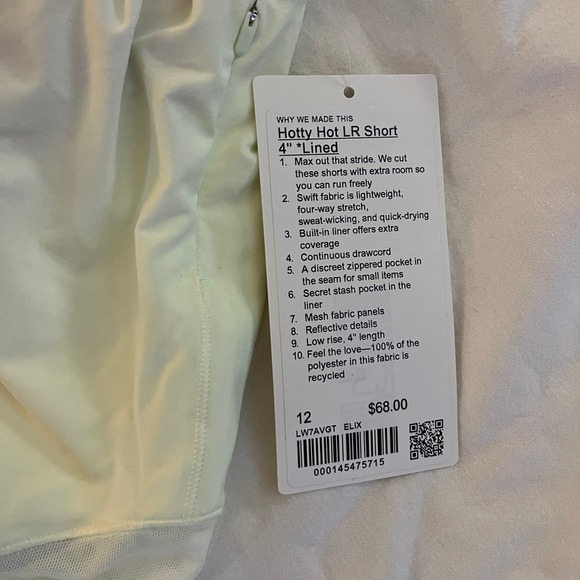 WHY WE MADE THIS
Hotty Hot LR Short
4" *Lined
1. Max out that stride. We cut
these shorts with extra room so
you can run freely
2. Swift fabric is lightweight,
four-way stretch,
sweat-wicking, and quick-drying
3. Built-in liner offers extra
coverage
4. Continuous drawcord
5. A discreet zippered pocket in
the seam for small items
6. Secret stash pocket in the
liner
7. Mesh fabric panels
8. Reflective details
9. Low rise, 4" length
10. Feel the love—100% of the
polyester in this fabric is
recycled
12 $68.00
LW7AVGT ELIX
000145475715